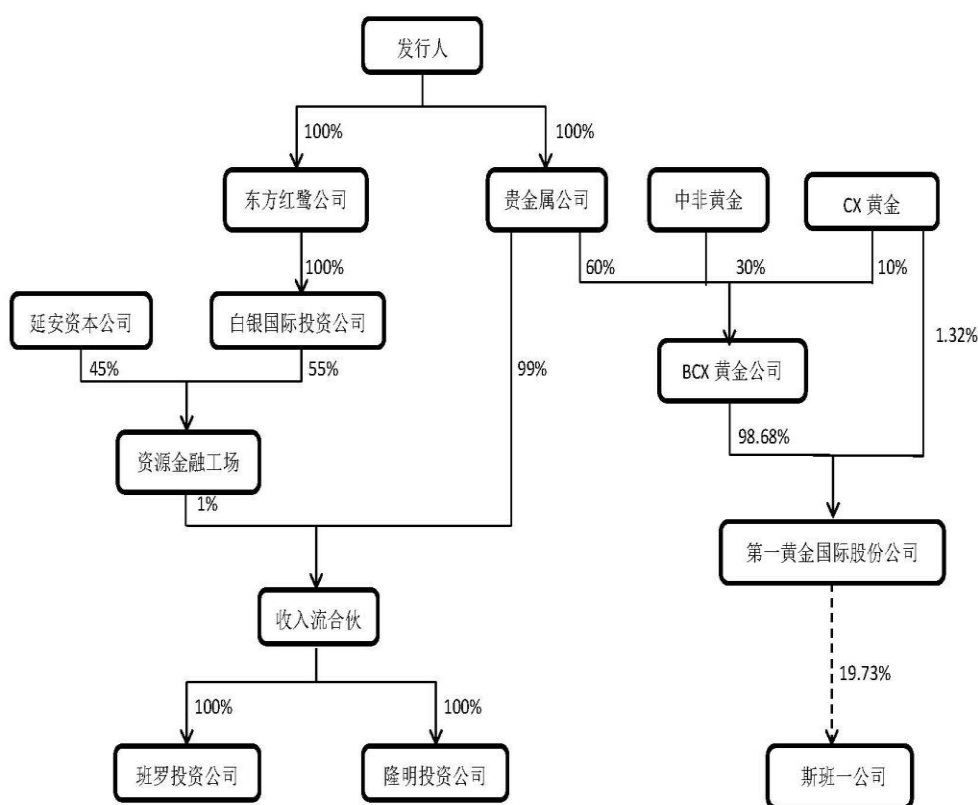 发行人
100%
100%
东方红鹭公司
贵金属公司
中非黄金
CX 黄金
100%
60%
30%
10%
延安资本公司
白银国际投资公司
1.32%
45%
55%
99%
BCX 黄金公司
98.68%
资源金融工场
1%
第一黄金国际股份公司
收入流合伙
19.73%
100%
100%
班罗投资公司
隆明投资公司
斯班一公司